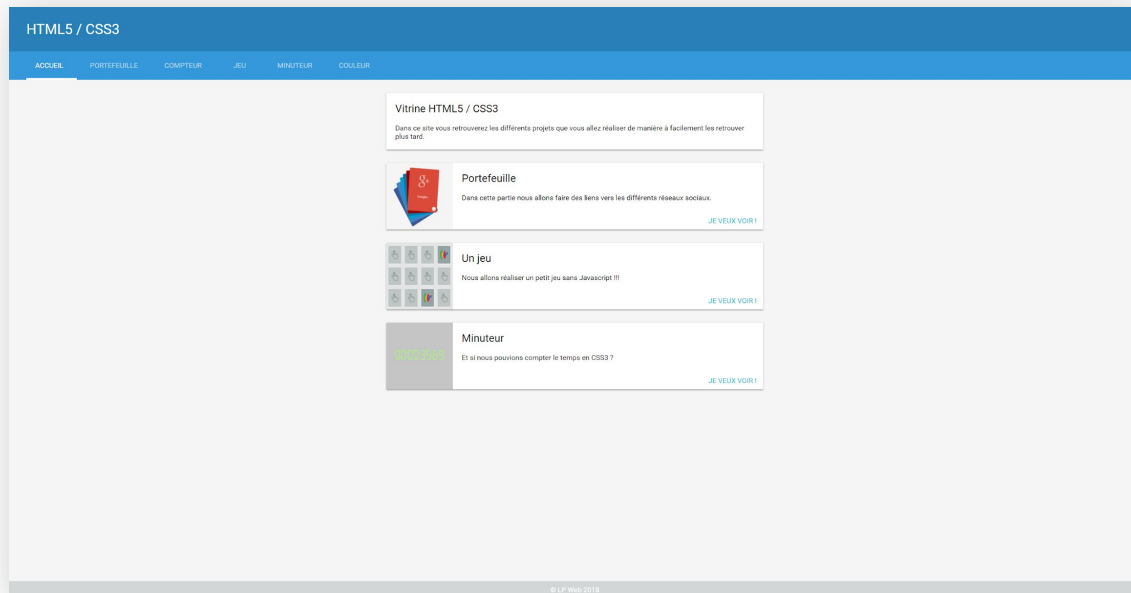 HTML5 / CSS3
ACCUEIL PORTEFEUILLE COMPTEUR JEU MINUTEUR COULEUR
Vitrine HTML5 / CSS3
Dans ce site vous retrouverez les différents projets que vous allez réaliser de manière à facilement les retrouver
plus tard.
Portefeuille
Dans cette partie nous allons faire des liens vers les différents réseaux sociaux.
JE VEUX VOIR !
Un jeu
Nous allons réaliser un petit jeu sans Javascript !!!
JE VEUX VOIR !
Minuteur
Et si nous pouvions compter le temps en CSS3 ?
JE VEUX VOIR !
© LP Web 2018